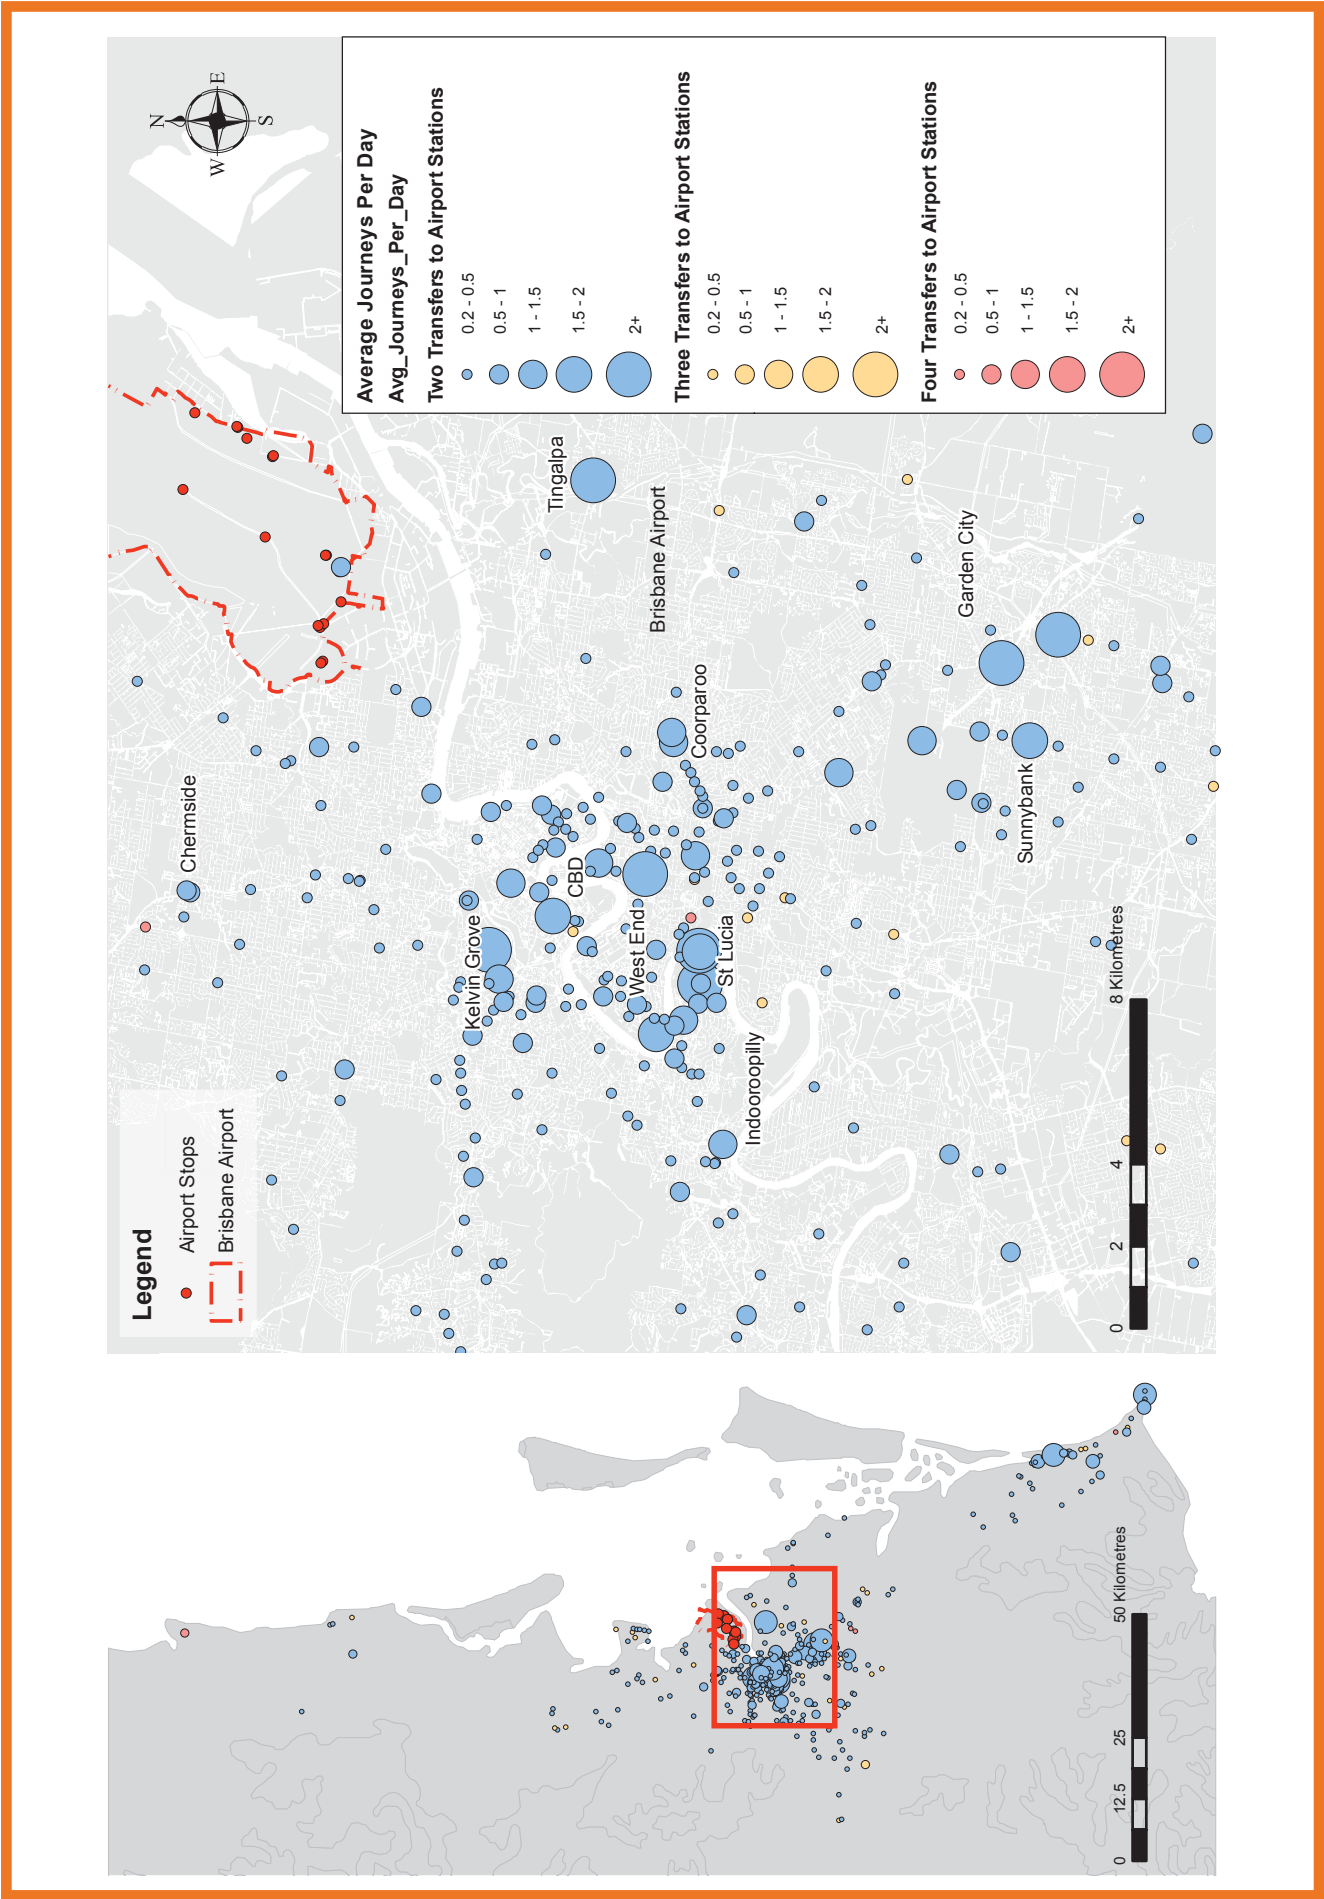 Legend
Airport Stops
Brisbane Airport
N
E
S
W
Average Journeys Per Day
Avg_Journeys_Per_Day
Two Transfers to Airport Stations
0.2 - 0.5
0.5 - 1
1 - 1.5
1.5 - 2
2+
Three Transfers to Airport Stations
0.2 - 0.5
0.5 - 1
1 - 1.5
1.5 - 2
2+
Four Transfers to Airport Stations
0.2 - 0.5
0.5 - 1
1 - 1.5
1.5 - 2
2+
Chermside
Kelvin Grove
CBD
Tingalpa
West End
Brisbane Airport
Coorparoo
St Lucia
Indooroopilly
Garden City
Sunnybank
0 2 4 8 Kilometres
0 12.5 25 50 Kilometres